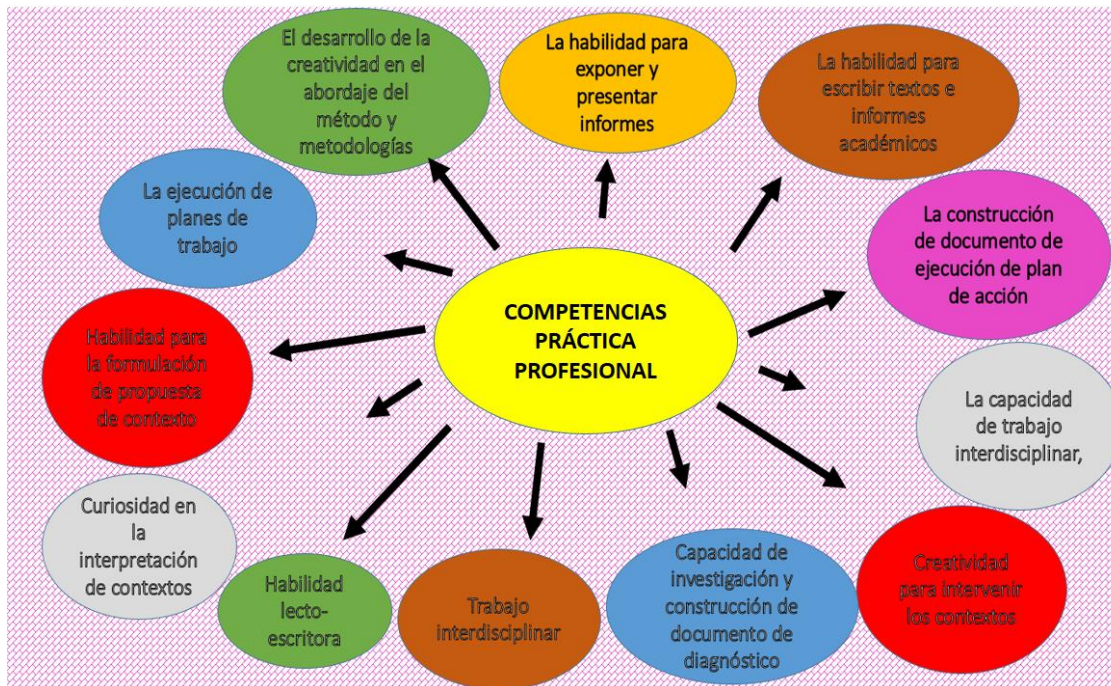 El desarrollo de la
creatividad en el
abordaje del
método y
metodologías
La habilidad para
exponer y
presentar
informes
La habilidad para
escribir textos e
informes
académicos
La ejecución de
planes de
trabajo
La construcción
de documento de
ejecución de plan
de acción
COMPETENCIAS
PRÁCTICA
PROFESIONAL
Habilidad para
la formulación
de propuesta
de contexto
La capacidad
de trabajo
interdisciplinar,
Curiosidad en
la
interpretación
de contextos
Habilidad
lecto-
escritora
Trabajo
interdisciplinar
Capacidad de
investigación y
construcción de
documento de
diagnóstico
Creatividad
para intervenir
los contextos